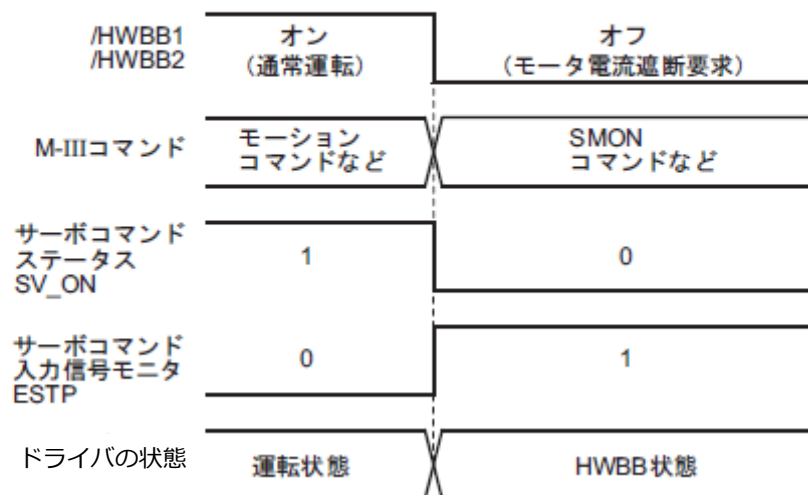 /HWBB1
/HWBB2
オン
(通常運転)
オフ
(モータ電流遮断要求)
M-IIIコマンド
モーション
コマンドなど
SMON
コマンドなど
サーボコマンド
ステータス
SV_ON
1
0
サーボコマンド
入力信号モニタ
ESTP
0
1
ドライバの状態
運転状態
HWBB状態